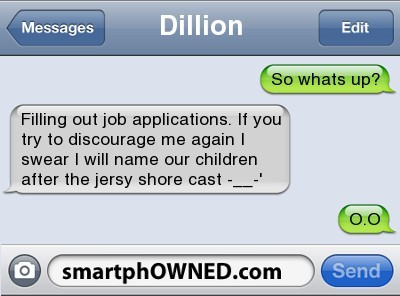 Messages
Dillion
Edit
So whats up?
Filling out job applications. If you
try to discourage me again I
swear I will name our children
after the jersy shore cast -__-'
O.O
smartphOWNED.com
Send